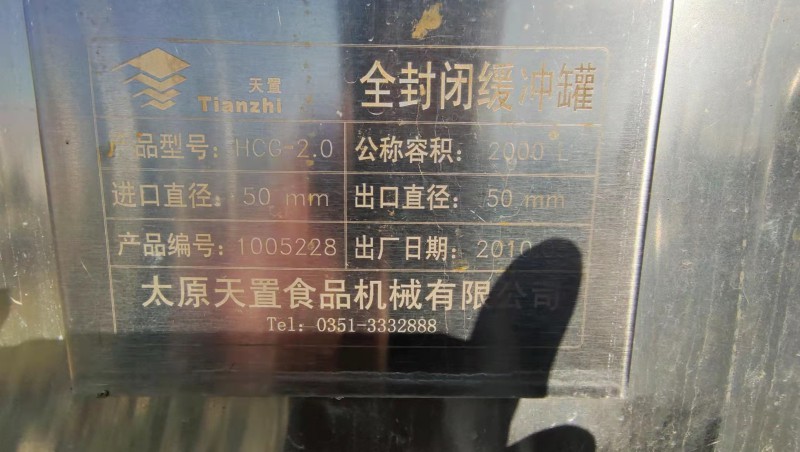 天置
Tianzhi
全封闭缓冲罐
产品型号：HCG-2.0 公称容积：2000 L
进口直径：50 mm 出口直径：50 mm
产品编号：1005228 出厂日期：2010
太原天置食品机械有限公司
Tel：0351-3332888